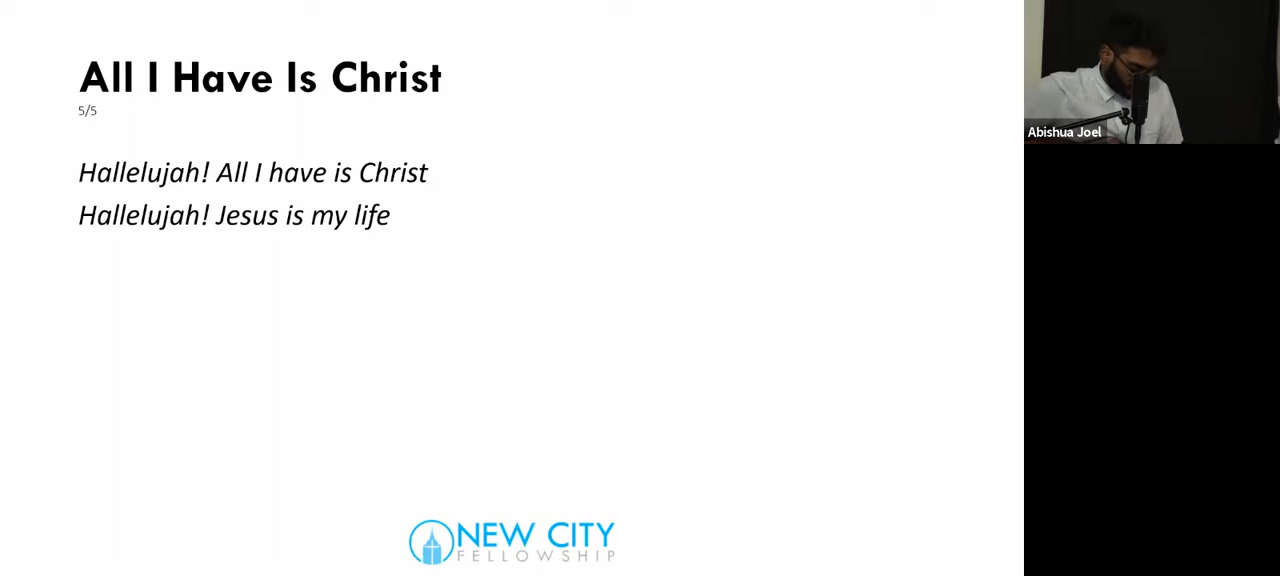 All I Have Is Christ
5/5
Hallelujah! All I have is Christ
Hallelujah! Jesus is my life
NEW CITY
FELLOWSHIP
Abishua Joel